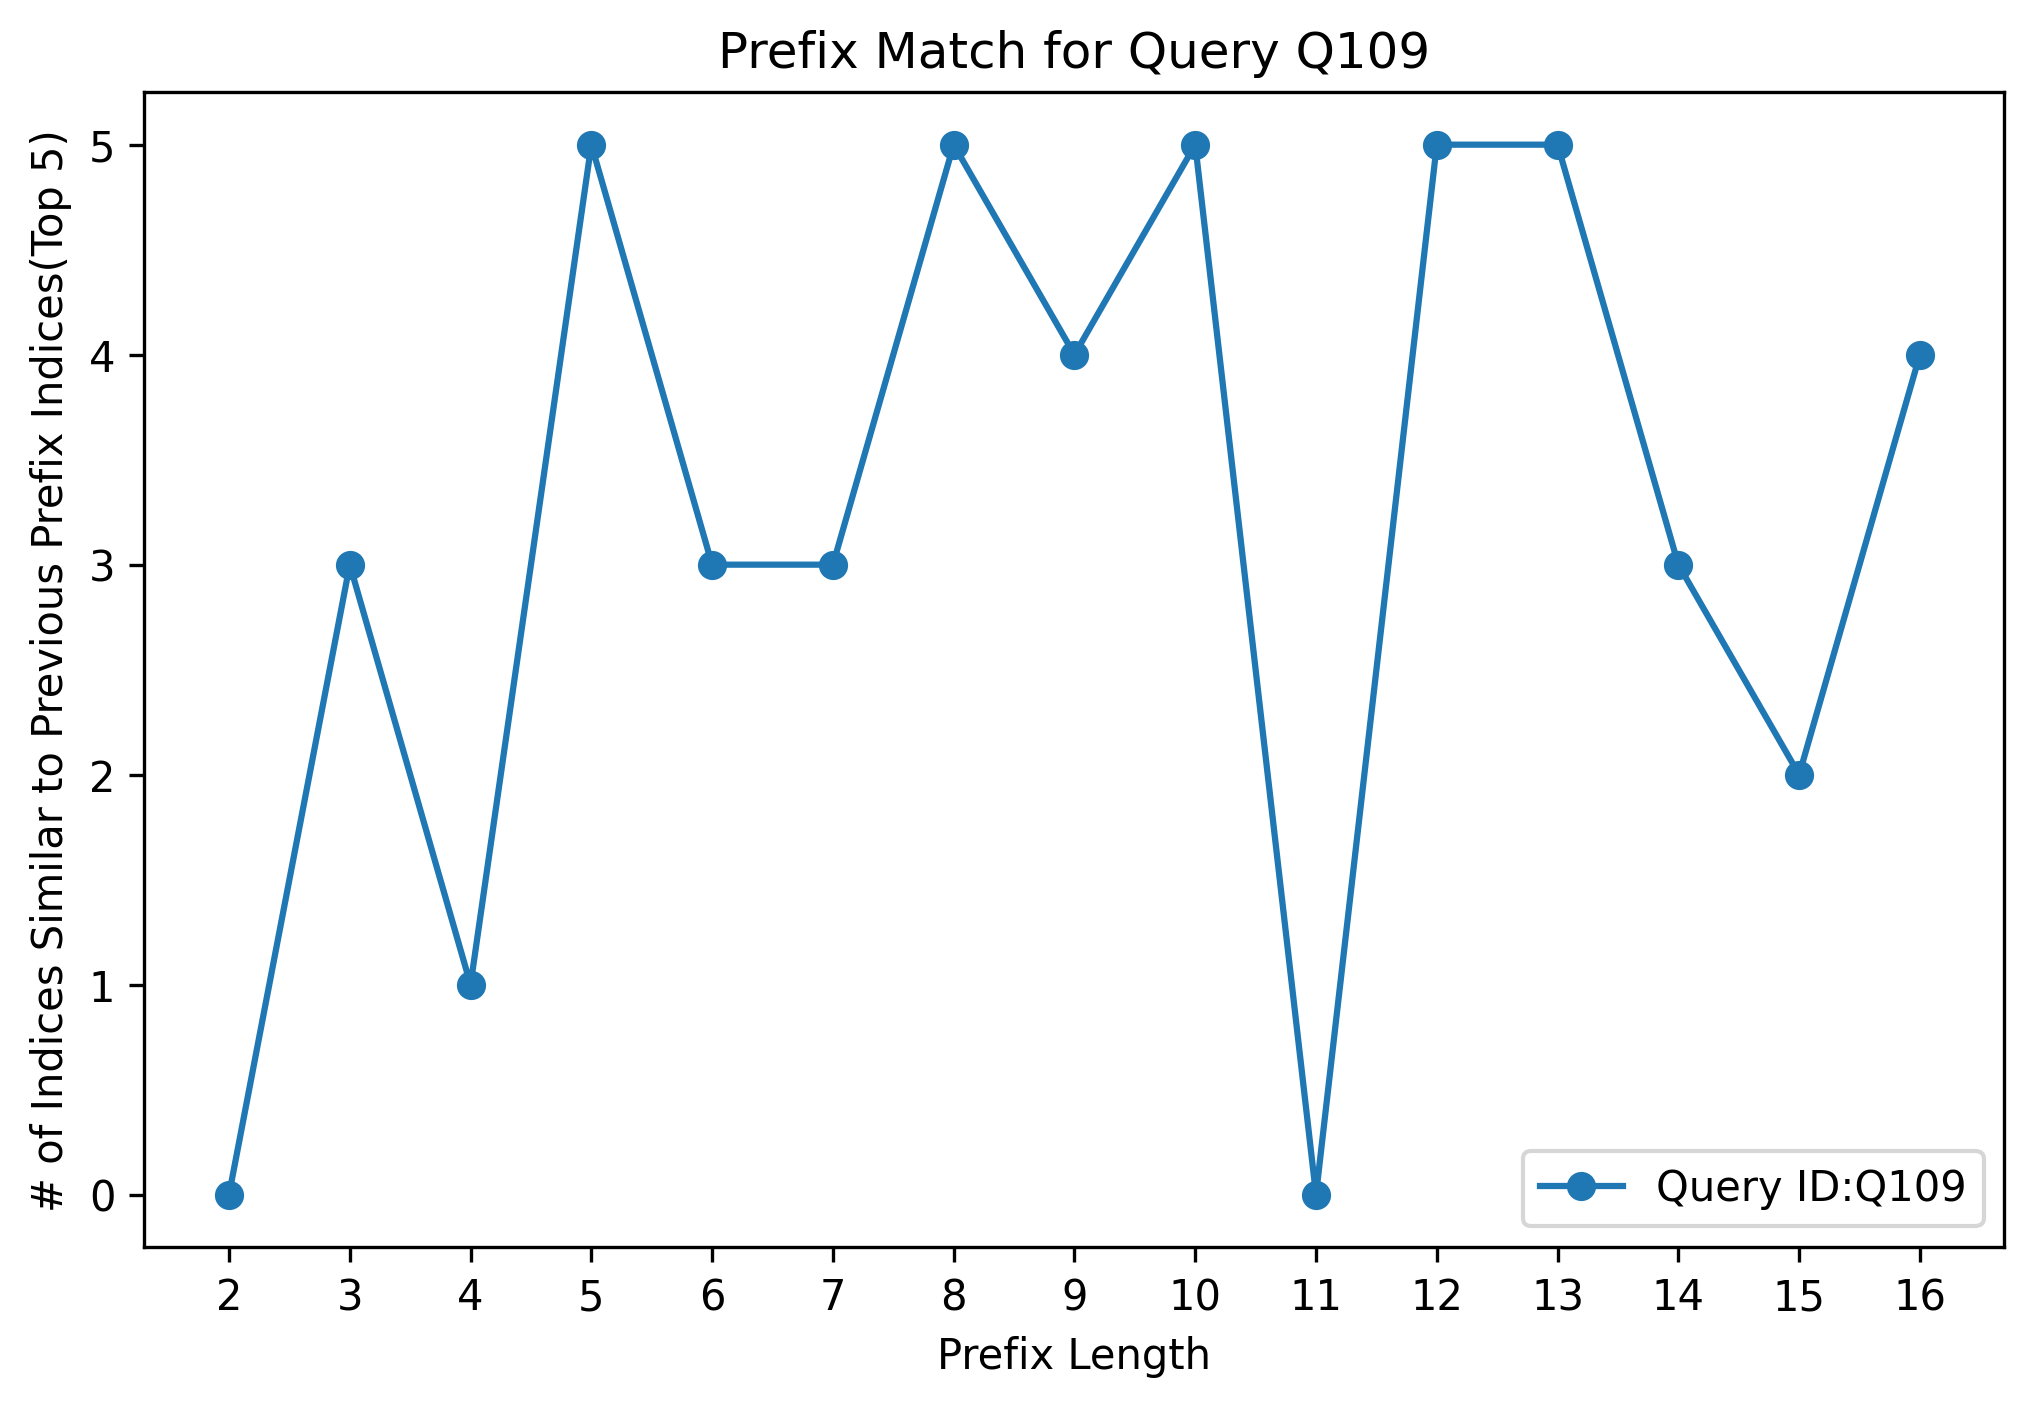 Prefix Match for Query Q109
# of Indices Similar to Previous Prefix Indices(Top 5)
5
4
3
2
1
0
Query ID:Q109
2 3 4 5 6 7 8 9 10 11 12 13 14 15 16
Prefix Length